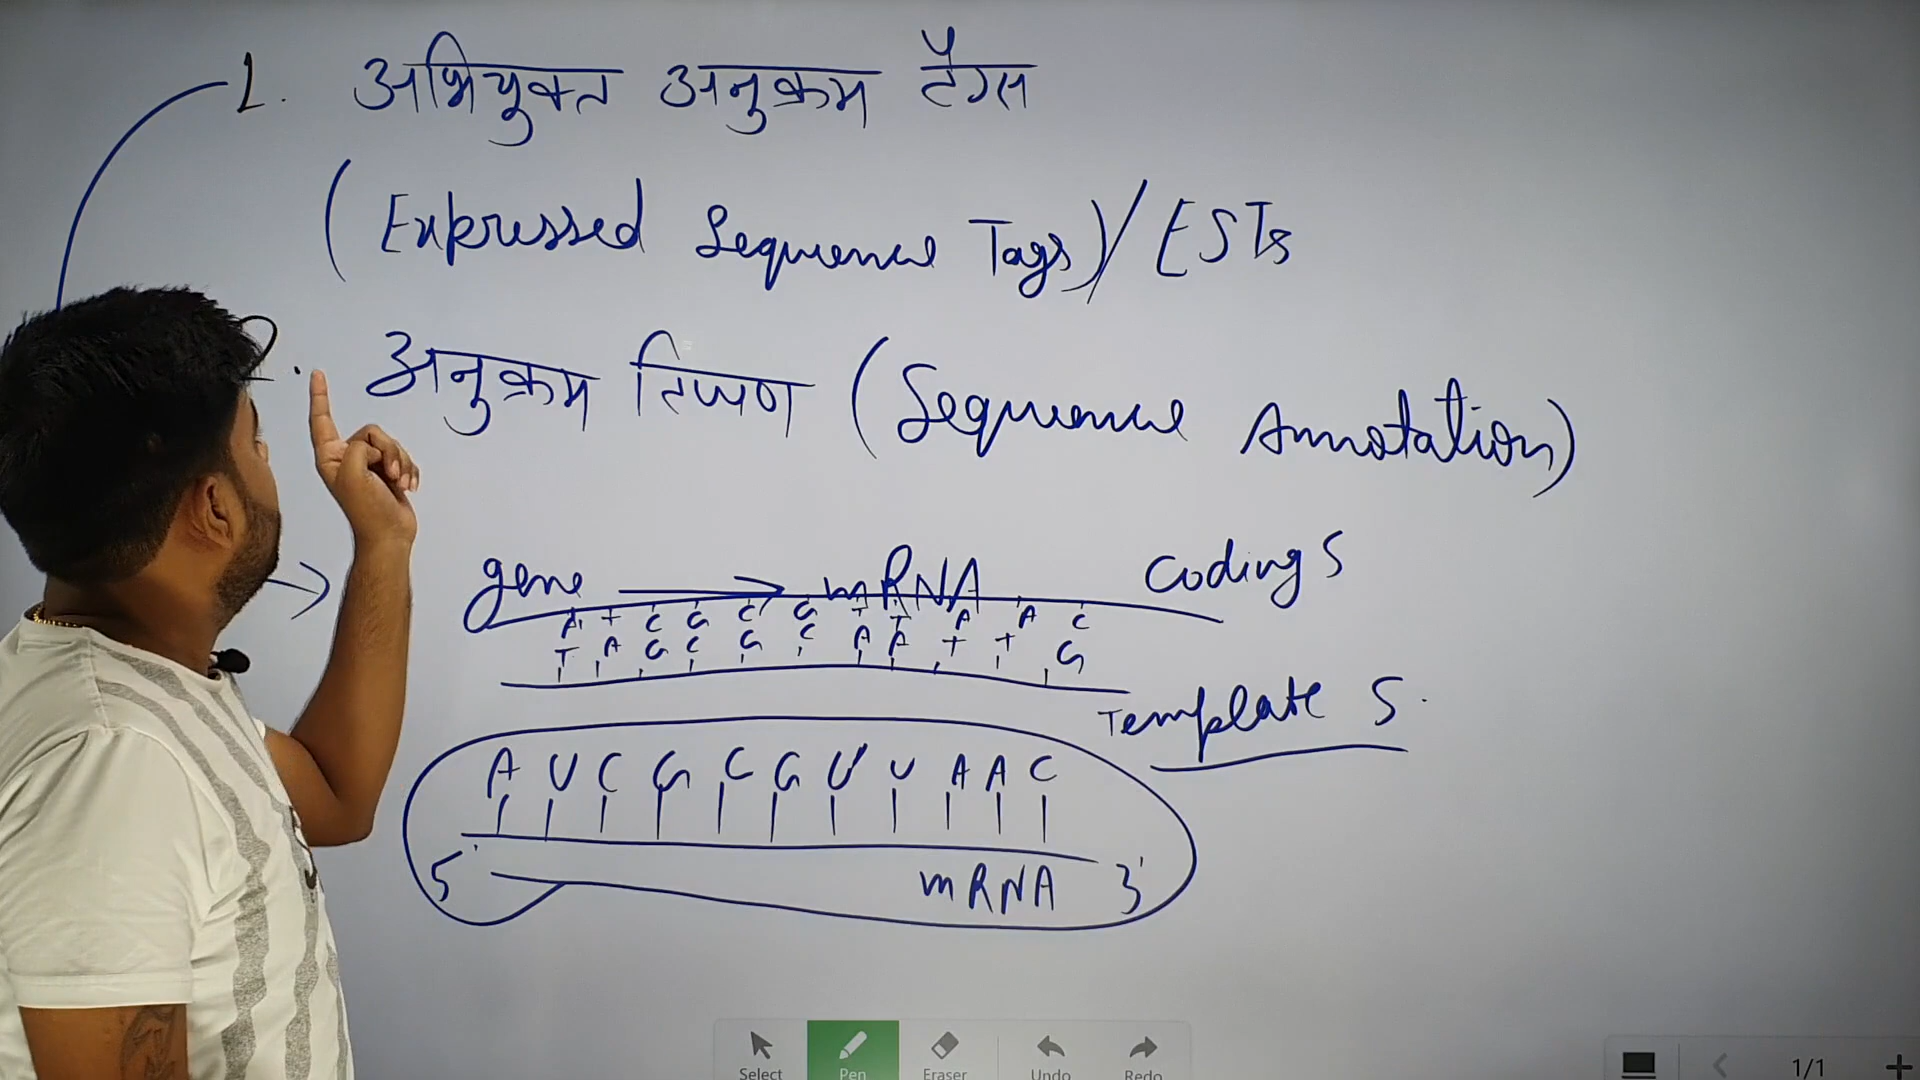 1. अभियुक्त अनुक्रम टैग्स
(Expressed Sequence Tags)/ESTs
2. अनुक्रम टिप्पण (Sequence Annotation)
gene → mRNA Coding S
A T C G C G T T A A C
T A G C G C A A T T G
Template S.
A U C G C G U U A A C
5' mRNA 3'
Select Pen Eraser Undo Redo 1/1